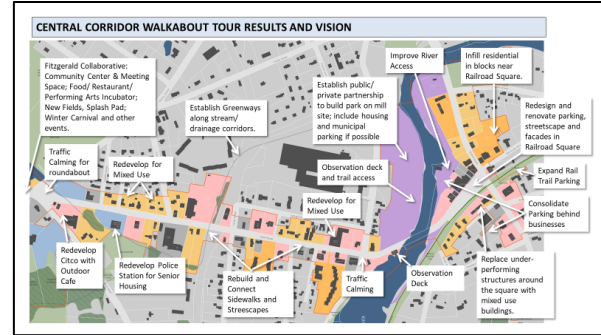 CENTRAL CORRIDOR WALKABOUT TOUR RESULTS AND VISION
Fitzgerald Collaborative:
Community Center & Meeting
Space; Food/ Restaurant/
Performing Arts Incubator;
New Fields, Splash Pad;
Winter Carnival and other
events.
Establish Greenways
along stream/
drainage corridors.
Establish public/
private partnership
to build park on mill
site; include housing
and municipal
parking if possible
Improve River
Access
Infill residential
in blocks near
Railroad Square.
Redesign and
renovate parking,
streetscape and
facades in
Railroad Square
Traffic
Calming for
roundabout
Redevelop for
Mixed Use
Observation deck
and trail access
Expand Rail
Trail Parking
Redevelop for
Mixed Use
Consolidate
Parking behind
businesses
Redevelop
Citco with
Outdoor
Cafe
Redevelop Police
Station for Senior
Housing
Rebuild and
Connect
Sidewalks and
Streescapes
Traffic
Calming
Observation
Deck
Replace under-
performing
structures around
the square with
mixed use
buildings.